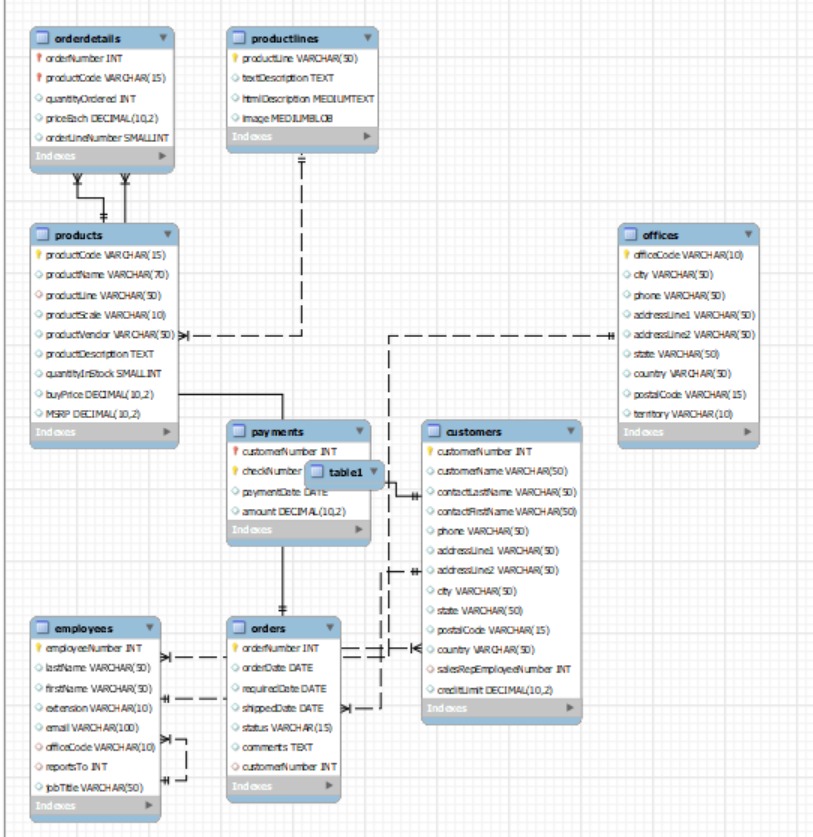 orderdetails
orderNumber INT
productCode VARCHAR(15)
quantityOrdered INT
priceEach DECIMAL(10,2)
orderLineNumber SMALLINT
Indexes
productlines
productLine VARCHAR(50)
textDescription TEXT
htmlDescription MEDIUMTEXT
image MEDIUMBLOB
Indexes
products
productCode VARCHAR(15)
productName VARCHAR(70)
productLine VARCHAR(50)
productScale VARCHAR(10)
productVendor VARCHAR(50)
productDescription TEXT
quantityInStock SMALLINT
buyPrice DECIMAL(10,2)
MSRP DECIMAL(10,2)
Indexes
offices
officeCode VARCHAR(10)
city VARCHAR(50)
phone VARCHAR(50)
addressLine1 VARCHAR(50)
addressLine2 VARCHAR(50)
state VARCHAR(50)
country VARCHAR(50)
postalCode VARCHAR(15)
territory VARCHAR(10)
Indexes
payments
customerNumber INT
checkNumber
paymentDate DATE
amount DECIMAL(10,2)
Indexes
table1
customers
customerNumber INT
customerName VARCHAR(50)
contactLastName VARCHAR(50)
contactFirstName VARCHAR(50)
phone VARCHAR(50)
addressLine1 VARCHAR(50)
addressLine2 VARCHAR(50)
city VARCHAR(50)
state VARCHAR(50)
postalCode VARCHAR(15)
country VARCHAR(50)
salesRepEmployeeNumber INT
creditLimit DECIMAL(10,2)
Indexes
employees
employeeNumber INT
lastName VARCHAR(50)
firstName VARCHAR(50)
extension VARCHAR(10)
email VARCHAR(100)
officeCode VARCHAR(10)
reportsTo INT
jobTitle VARCHAR(50)
Indexes
orders
orderNumber INT
orderDate DATE
requiredDate DATE
shippedDate DATE
status VARCHAR(15)
comments TEXT
customerNumber INT
Indexes